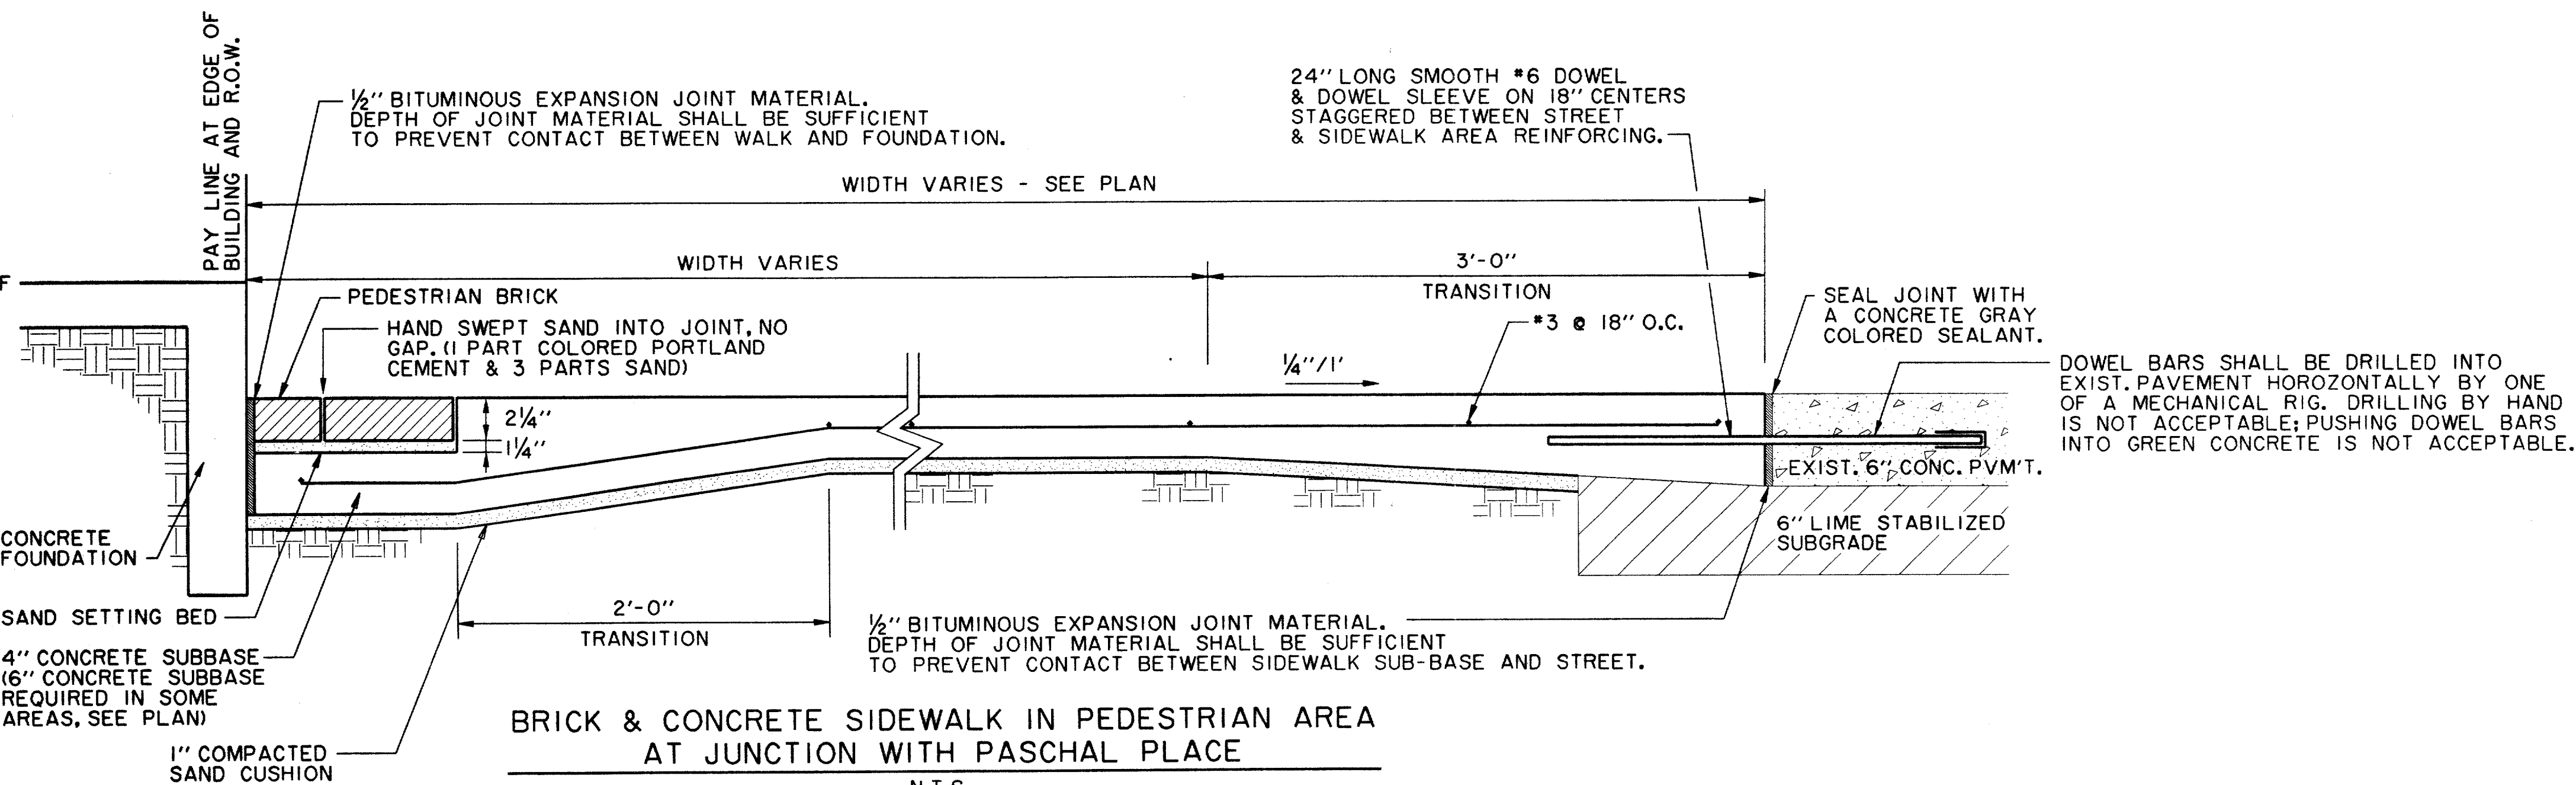 PAY LINE AT EDGE OF
BUILDING AND R.O.W.
½" BITUMINOUS EXPANSION JOINT MATERIAL.
DEPTH OF JOINT MATERIAL SHALL BE SUFFICIENT
TO PREVENT CONTACT BETWEEN WALK AND FOUNDATION.
24" LONG SMOOTH #6 DOWEL
& DOWEL SLEEVE ON 18" CENTERS
STAGGERED BETWEEN STREET
& SIDEWALK AREA REINFORCING.
WIDTH VARIES - SEE PLAN
WIDTH VARIES
3'-0"
TRANSITION
F
PEDESTRIAN BRICK
HAND SWEPT SAND INTO JOINT, NO
GAP. (1 PART COLORED PORTLAND
CEMENT & 3 PARTS SAND)
#3 @ 18" O.C.
¼"/1'
SEAL JOINT WITH
A CONCRETE GRAY
COLORED SEALANT.
DOWEL BARS SHALL BE DRILLED INTO
EXIST. PAVEMENT HOROZONTALLY BY ONE
OF A MECHANICAL RIG. DRILLING BY HAND
IS NOT ACCEPTABLE; PUSHING DOWEL BARS
INTO GREEN CONCRETE IS NOT ACCEPTABLE.
2¼"
1¼"
EXIST. 6" CONC. PVM'T.
6" LIME STABILIZED
SUBGRADE
CONCRETE
FOUNDATION
SAND SETTING BED
4" CONCRETE SUBBASE
(6" CONCRETE SUBBASE
REQUIRED IN SOME
AREAS, SEE PLAN)
1" COMPACTED
SAND CUSHION
2'-0"
TRANSITION
½" BITUMINOUS EXPANSION JOINT MATERIAL.
DEPTH OF JOINT MATERIAL SHALL BE SUFFICIENT
TO PREVENT CONTACT BETWEEN SIDEWALK SUB-BASE AND STREET.
BRICK & CONCRETE SIDEWALK IN PEDESTRIAN AREA
AT JUNCTION WITH PASCHAL PLACE
N.T.S.